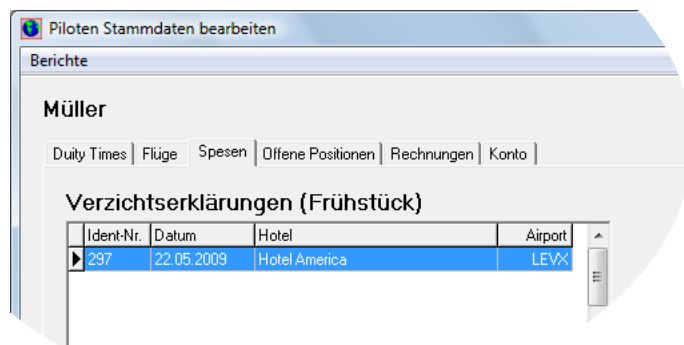 Piloten Stammdaten bearbeiten
Berichte
Müller
Duity Times Flüge Spesen Offene Positionen Rechnungen Konto
Verzichtserklärungen (Frühstück)
Ident-Nr. Datum Hotel Airport
297 22.05.2009 Hotel America LEVX